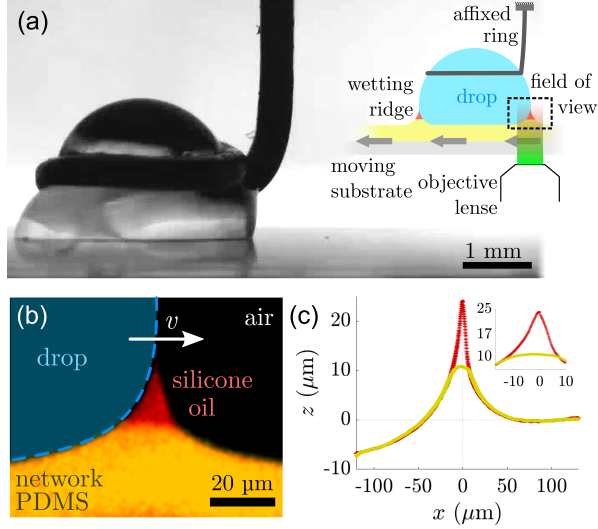 (a)
affixed
ring
wetting
ridge
field of
view
drop
moving
substrate
objective
lense
1 mm
(b)
v
air
drop
silicone
oil
network
PDMS
20 μm
(c)
z (μm)
20
10
0
-10
-100
-50
0
50
100
x (μm)
25
20
15
10
-10
0
10